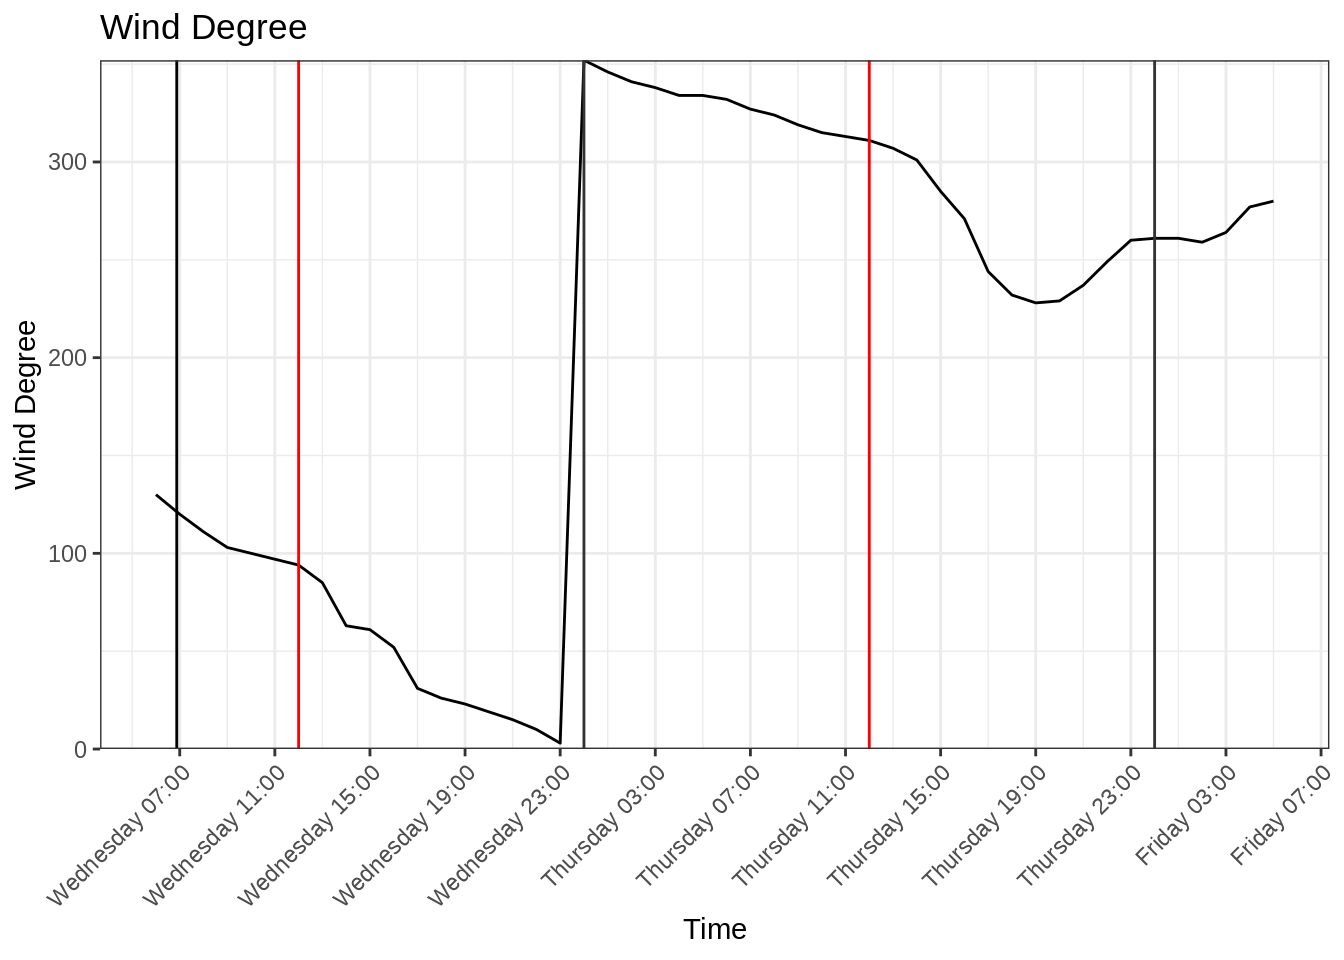 Wind Degree
Wind Degree
300
200
100
0
Wednesday 07:00
Wednesday 11:00
Wednesday 15:00
Wednesday 19:00
Wednesday 23:00
Thursday 03:00
Thursday 07:00
Thursday 11:00
Thursday 15:00
Thursday 19:00
Thursday 23:00
Friday 03:00
Friday 07:00
Time